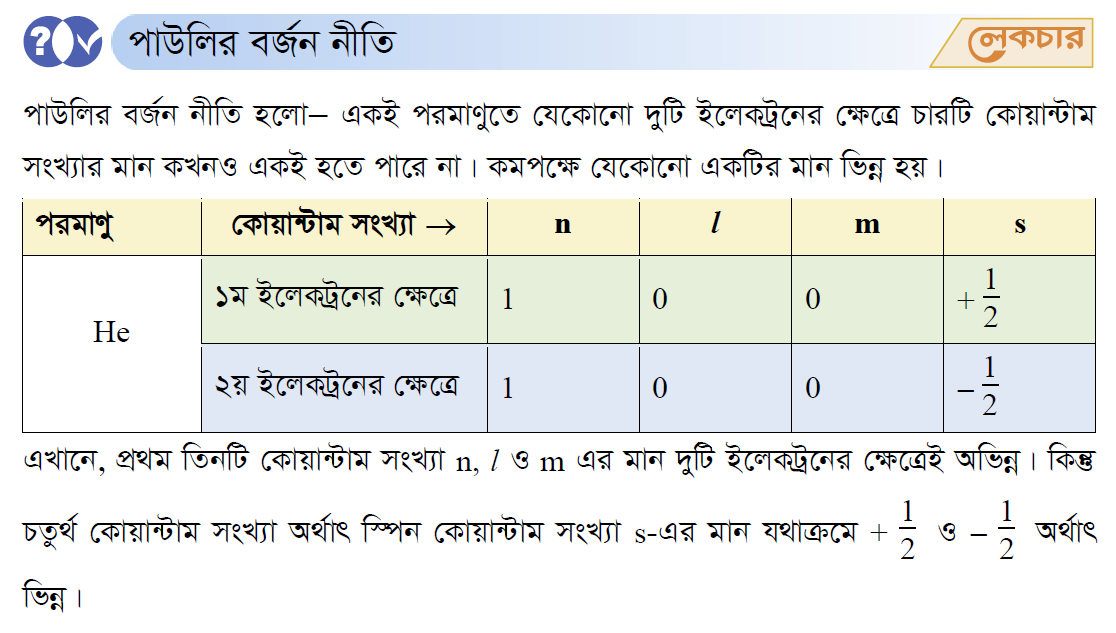 ? পাউলির বর্জন নীতি লেকচার
পাউলির বর্জন নীতি হলো– একই পরমাণুতে যেকোনো দুটি ইলেকট্রনের ক্ষেত্রে চারটি কোয়ান্টাম
সংখ্যার মান কখনও একই হতে পারে না। কমপক্ষে যেকোনো একটির মান ভিন্ন হয়।
পরমাণু কোয়ান্টাম সংখ্যা → n l m s
He
১ম ইলেকট্রনের ক্ষেত্রে 1 0 0 + 1/2
২য় ইলেকট্রনের ক্ষেত্রে 1 0 0 – 1/2
এখানে, প্রথম তিনটি কোয়ান্টাম সংখ্যা n, l ও m এর মান দুটি ইলেকট্রনের ক্ষেত্রেই অভিন্ন। কিন্তু
চতুর্থ কোয়ান্টাম সংখ্যা অর্থাৎ স্পিন কোয়ান্টাম সংখ্যা s-এর মান যথাক্রমে + 1/2 ও – 1/2 অর্থাৎ
ভিন্ন।